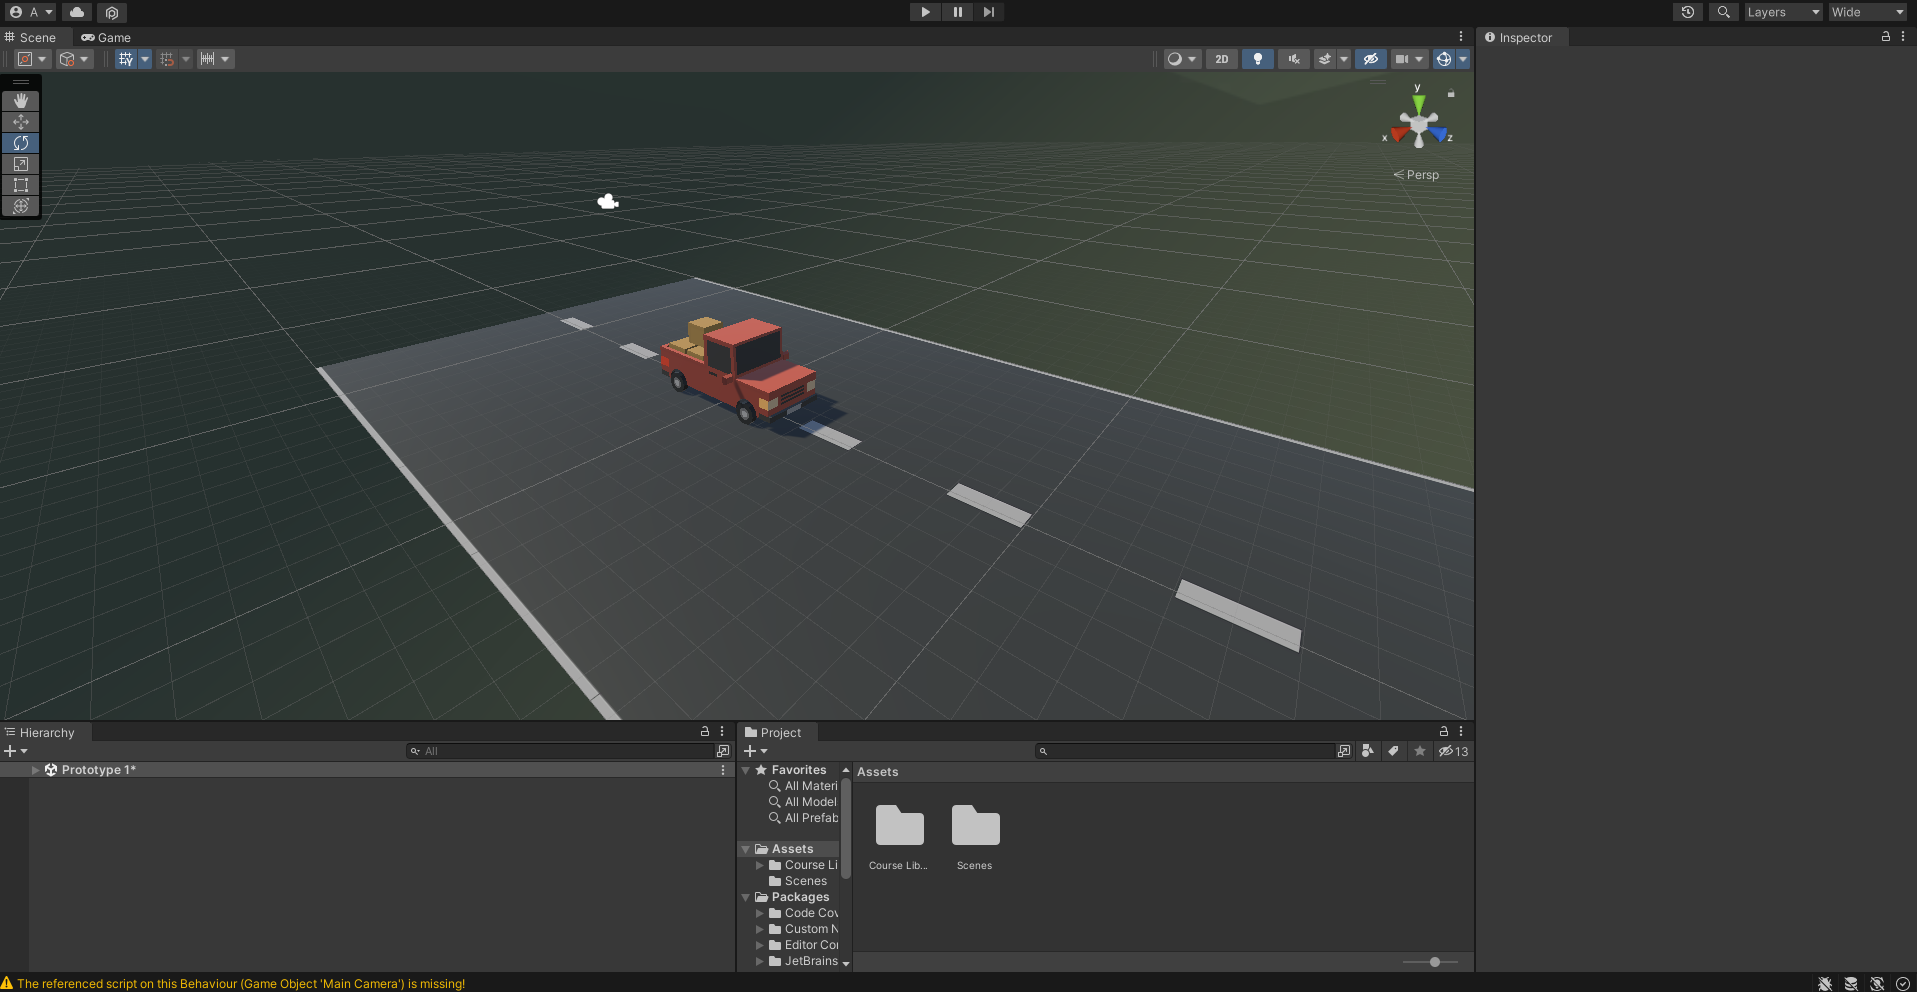 A
Layers
Wide
Scene
Game
Inspector
2D
y
x
z
Persp
Hierarchy
All
Prototype 1*
Project
13
Favorites
All Materi
All Model
All Prefab
Assets
Course Li
Scenes
Packages
Code Cov
Custom N
Editor Cor
JetBrains
Assets
Course Lib...
Scenes
The referenced script on this Behaviour (Game Object 'Main Camera') is missing!